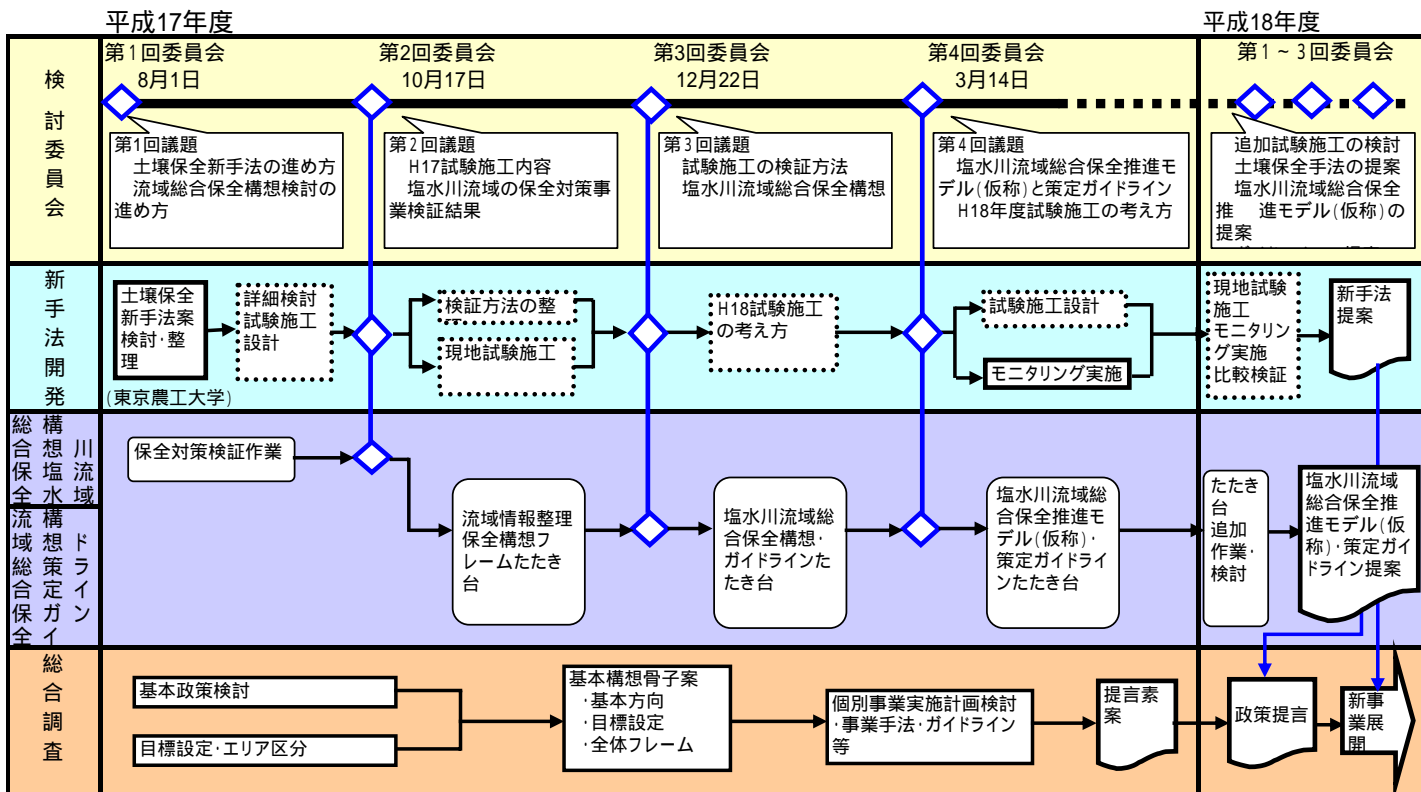 平成17年度
平成18年度
検討委員会
第1回委員会
8月1日
第2回委員会
10月17日
第3回委員会
12月22日
第4回委員会
3月14日
第1～3回委員会
第1回議題
土壌保全新手法の進め方
流域総合保全構想検討の
進め方
第2回議題
H17試験施工内容
塩水川流域の保全対策事
業検証結果
第3回議題
試験施工の検証方法
塩水川流域総合保全構想
第4回議題
塩水川流域総合保全推進モ
デル(仮称)と策定ガイドライン
H18年度試験施工の考え方
追加試験施工の検討
土壌保全手法の提案
塩水川流域総合保全
推　進モデル(仮称)の
提案
新手法開発
土壌保全
新手法案
検討･整
理
(東京農工大学)
詳細検討
試験施工
設計
検証方法の整
現地試験施工
H18試験施工
の考え方
試験施工設計
モニタリング実施
現地試験
施工
モニタリン
グ実施
比較検証
新手法
提案
総合保全
構想塩水
川流域
保全対策検証作業
流域総合保全
構想策定ガイ
ドライン
流域情報整理
保全構想フ
レームたたき
台
塩水川流域総
合保全構想･
ガイドラインた
たき台
塩水川流域総
合保全推進モ
デル(仮称)･
策定ガイドライ
ンたたき台
たたき
台
追加
作業･
検討
塩水川流域
総合保全推
進モデル(仮
称)･策定ガイ
ドライン提案
総合調査
基本政策検討
目標設定･エリア区分
基本構想骨子案
･基本方向
･目標設定
･全体フレーム
個別事業実施計画検討
･事業手法･ガイドライン
等
提言素
案
政策提言
新事
業展
開